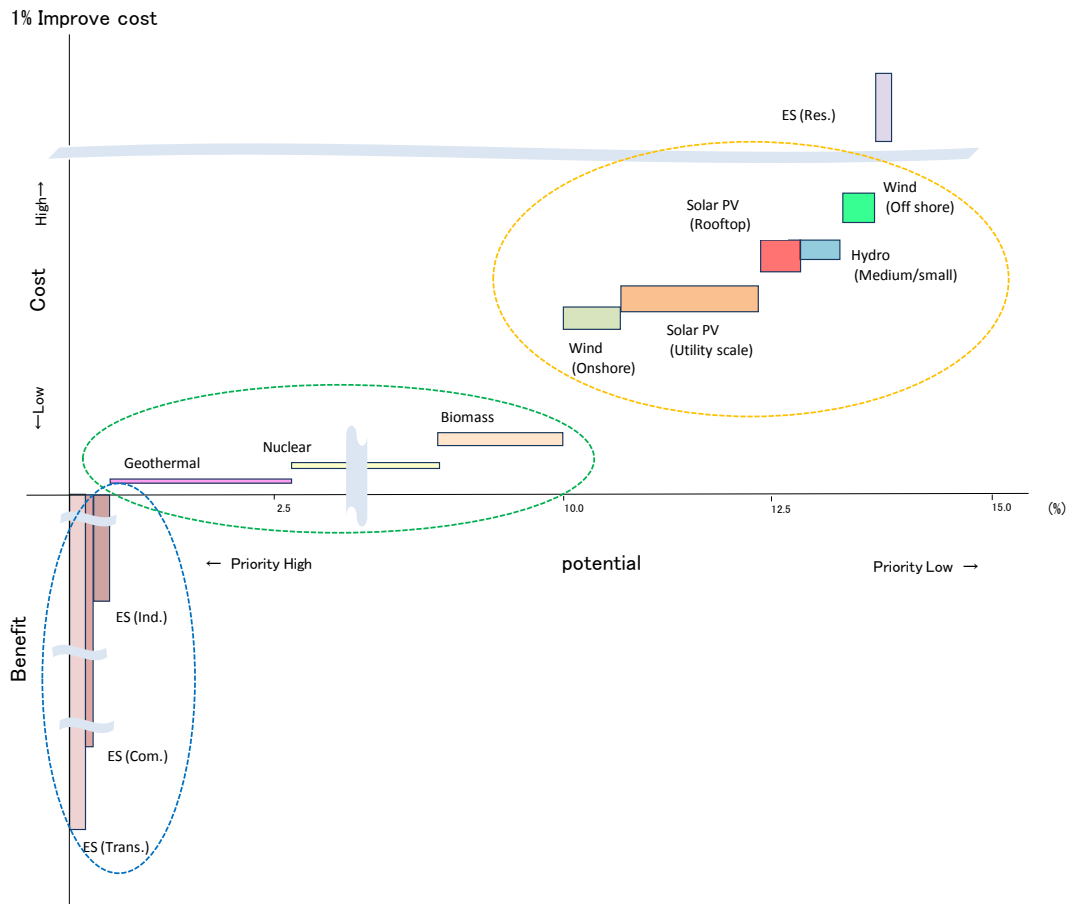 1% Improve cost
ES (Res.)
High→
Wind
(Off shore)
Solar PV
(Rooftop)
Hydro
(Medium/small)
Cost
Solar PV
(Utility scale)
Wind
(Onshore)
←Low
Biomass
Nuclear
Geothermal
2.5
10.0
12.5
15.0
(%)
← Priority High
potential
Priority Low →
Benefit
ES (Ind.)
ES (Com.)
ES (Trans.)